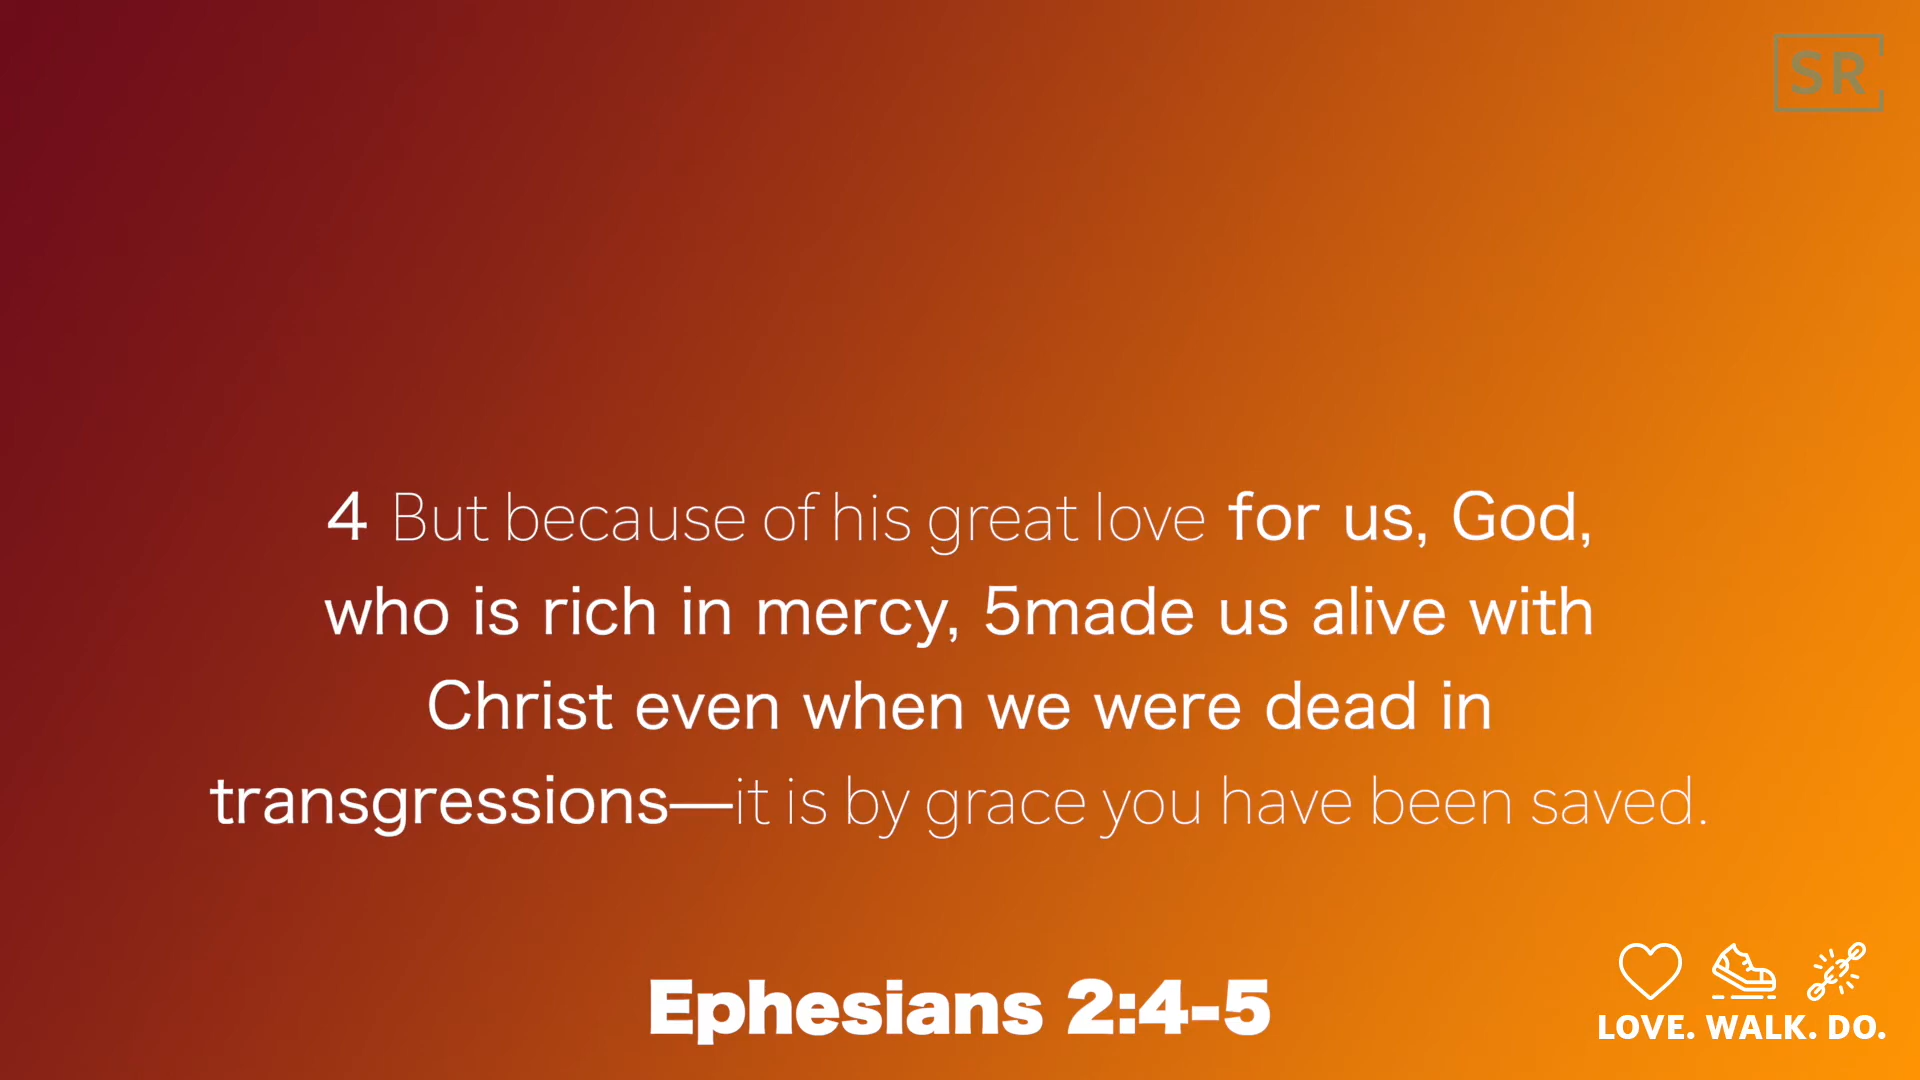 SR
4 But because of his great love for us, God,
who is rich in mercy, 5made us alive with
Christ even when we were dead in
transgressions—it is by grace you have been saved.
Ephesians 2:4-5
LOVE. WALK. DO.